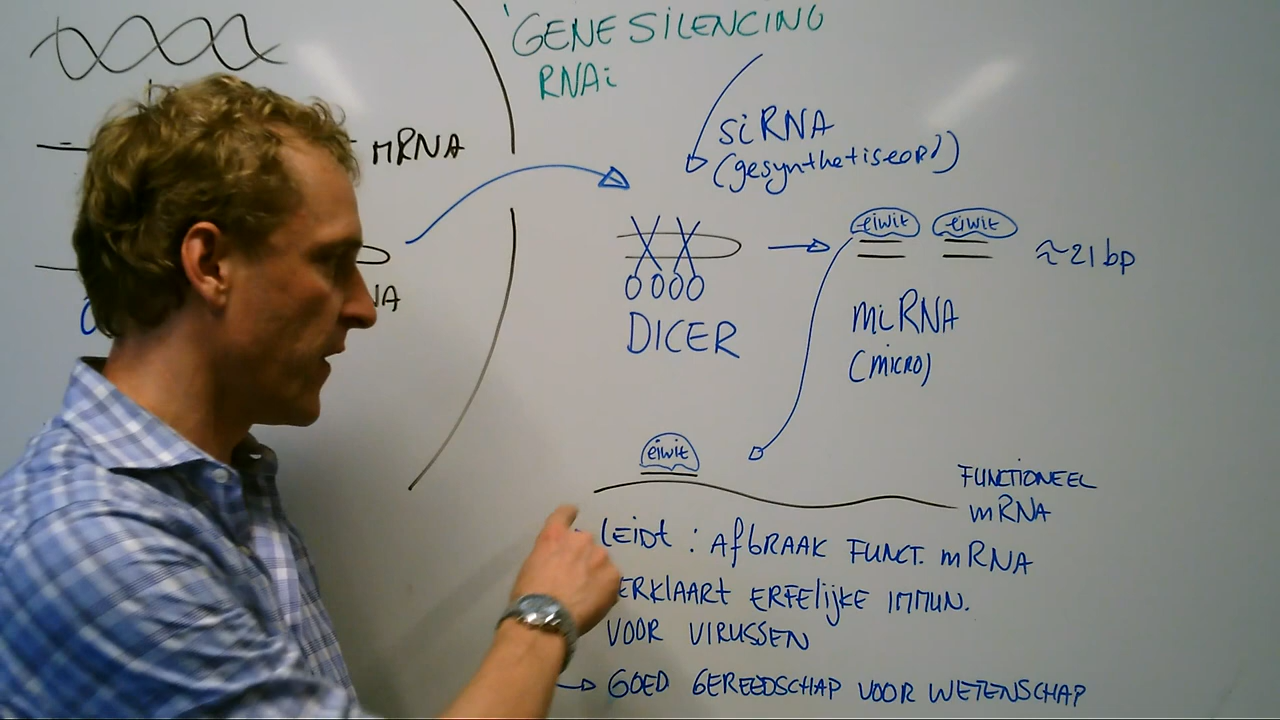 'GENE SILENCING
RNAi
mRNA
siRNA
(gesynthetiseerd)
eiwit eiwit
≈21 bp
NA
DICER
miRNA
(micro)
eiwit
FUNCTIONEEL
mRNA
LEIDT : AFBRAAK FUNCT. mRNA
ERKLAART ERFELIJKE IMMUN.
VOOR VIRUSSEN
→ GOED GEREEDSCHAP VOOR WETENSCHAP